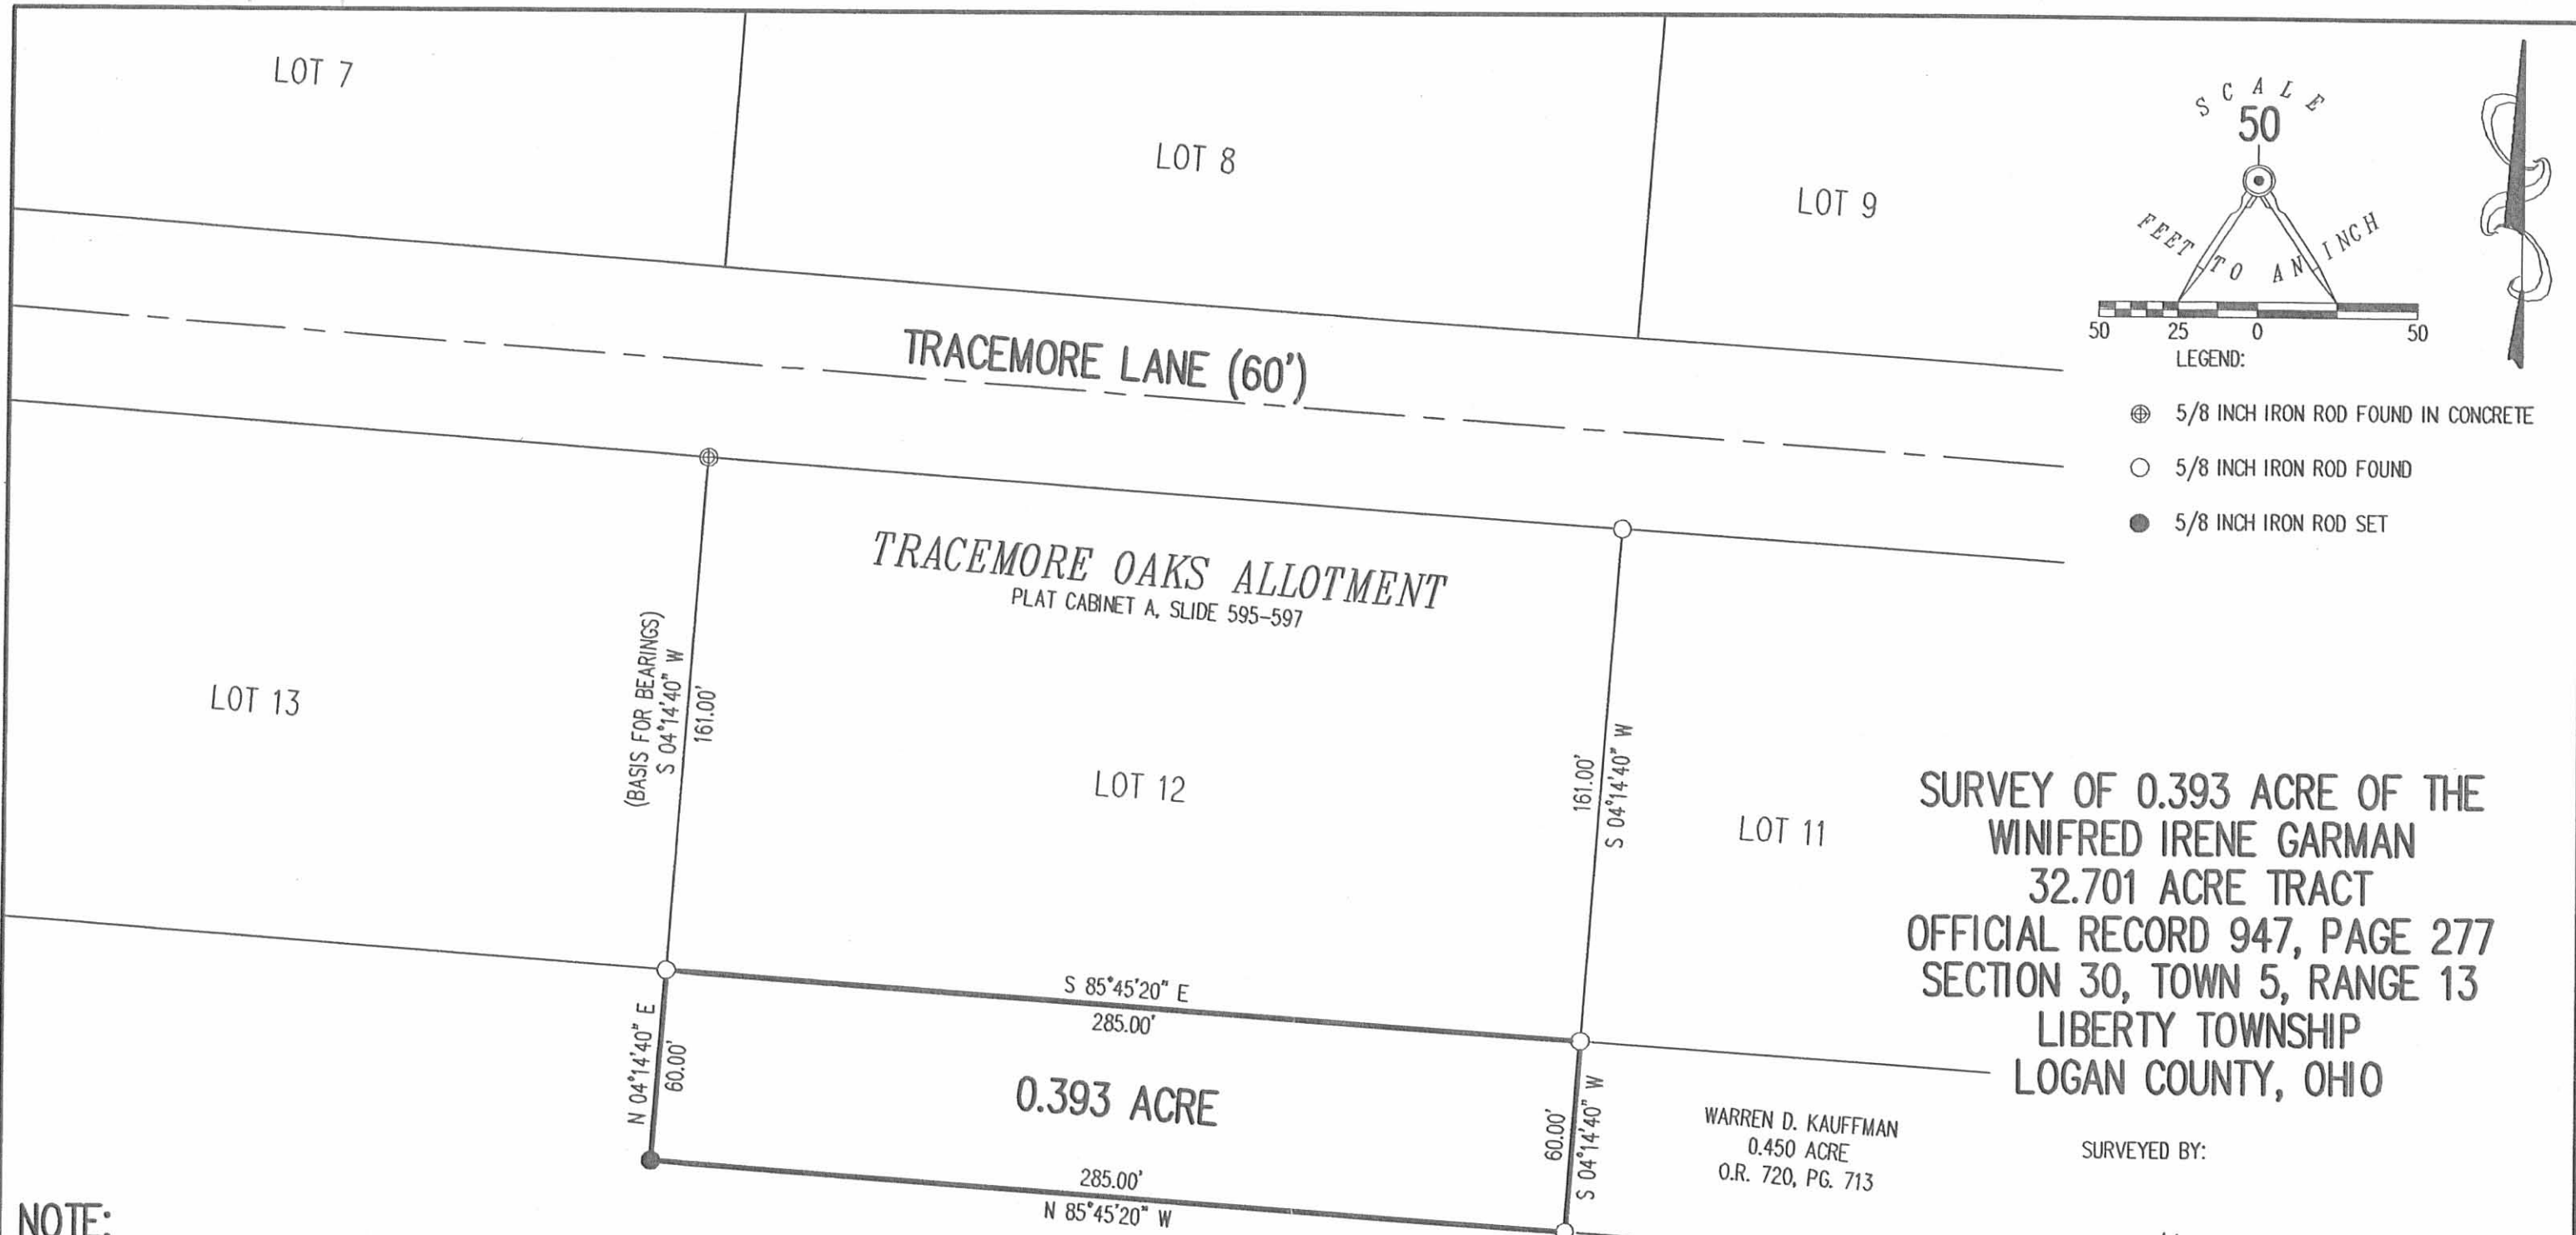 LOT 7
LOT 8
LOT 9
SCALE
50
FEET TO AN INCH
50 25 0 50
LEGEND:
5/8 INCH IRON ROD FOUND IN CONCRETE
5/8 INCH IRON ROD FOUND
5/8 INCH IRON ROD SET
TRACEMORE LANE (60')
TRACEMORE OAKS ALLOTMENT
PLAT CABINET A, SLIDE 595-597
(BASIS FOR BEARINGS)
S 04°14'40" W
161.00'
LOT 13
LOT 12
161.00'
S 04°14'40" W
LOT 11
SURVEY OF 0.393 ACRE OF THE
WINIFRED IRENE GARMAN
32.701 ACRE TRACT
OFFICIAL RECORD 947, PAGE 277
SECTION 30, TOWN 5, RANGE 13
LIBERTY TOWNSHIP
LOGAN COUNTY, OHIO
S 85°45'20" E
285.00'
N 04°14'40" E
60.00'
0.393 ACRE
60.00'
S 04°14'40" W
WARREN D. KAUFFMAN
0.450 ACRE
O.R. 720, PG. 713
SURVEYED BY:
285.00'
N 85°45'20" W
NOTE: